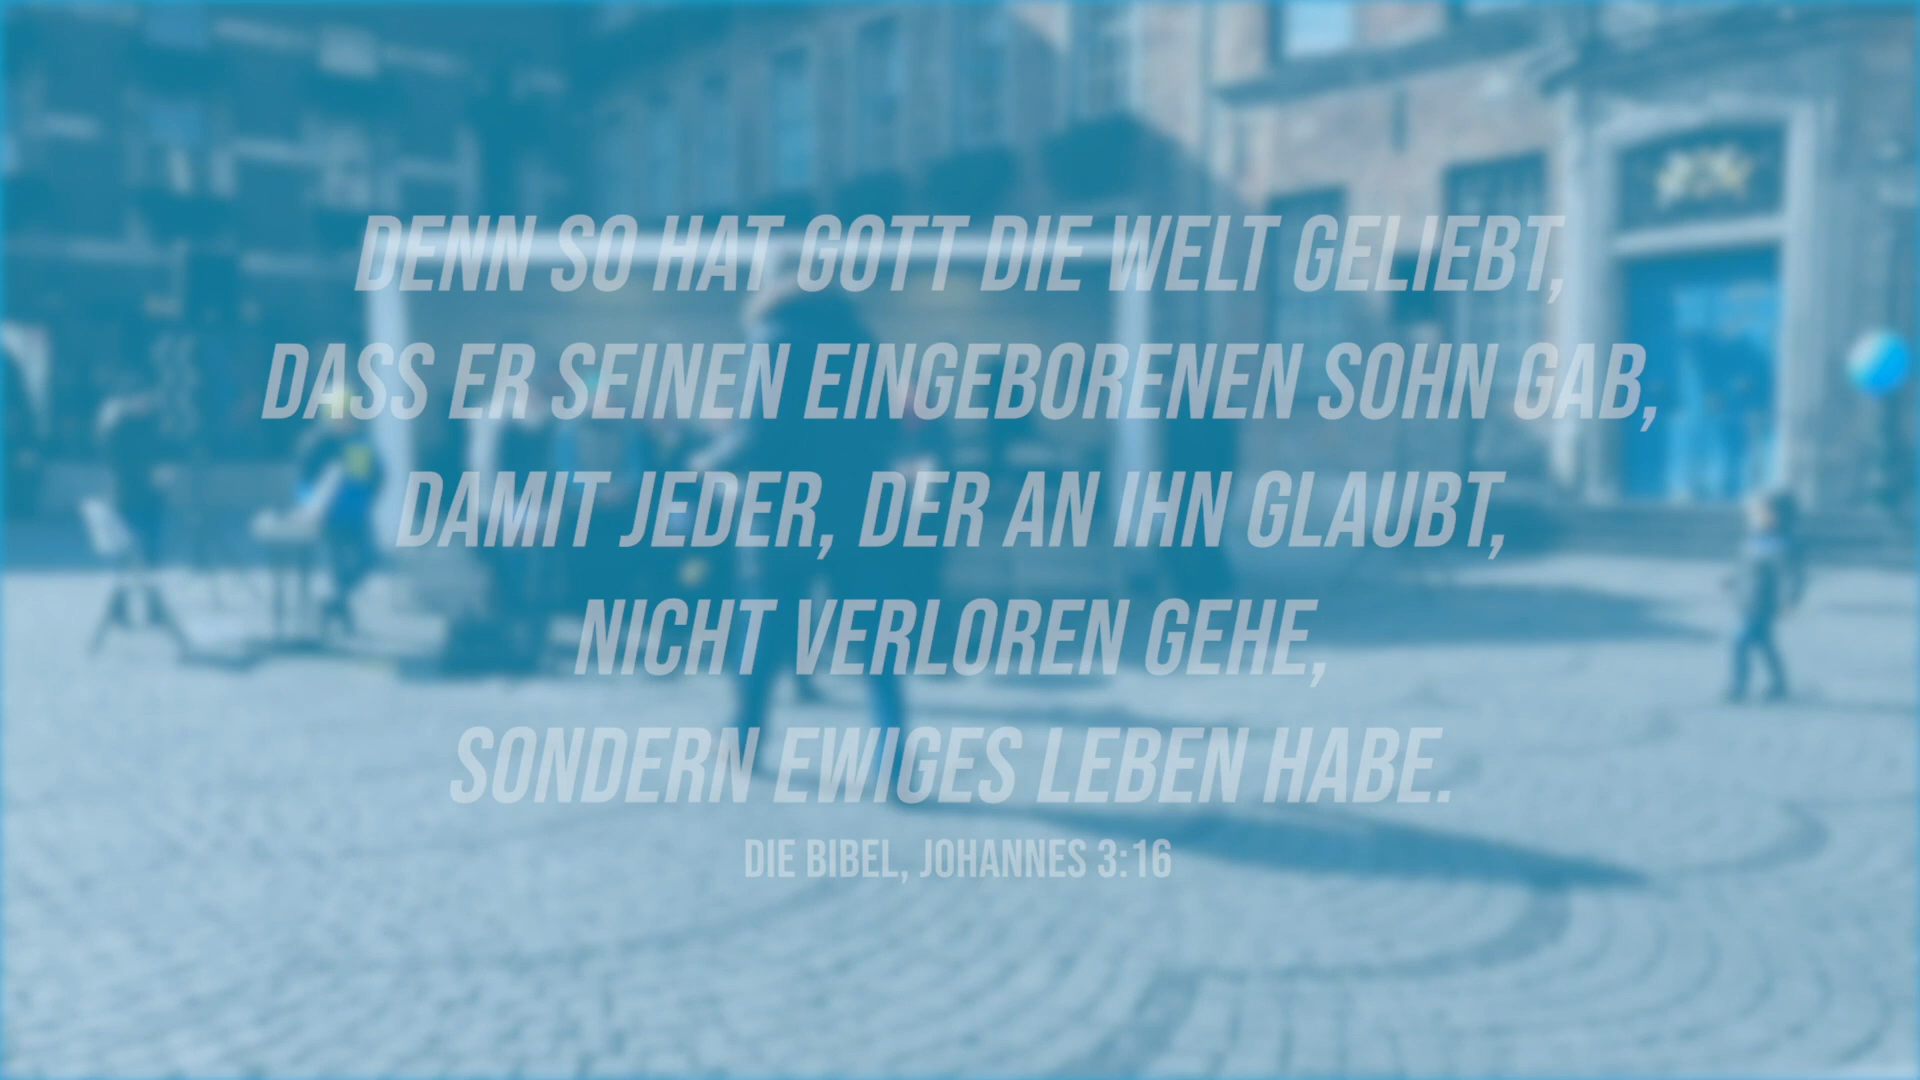 DENN SO HAT GOTT DIE WELT GELIEBT,
DASS ER SEINEN EINGEBORENEN SOHN GAB,
DAMIT JEDER, DER AN IHN GLAUBT,
NICHT VERLOREN GEHE,
SONDERN EWIGES LEBEN HABE.
DIE BIBEL, JOHANNES 3:16